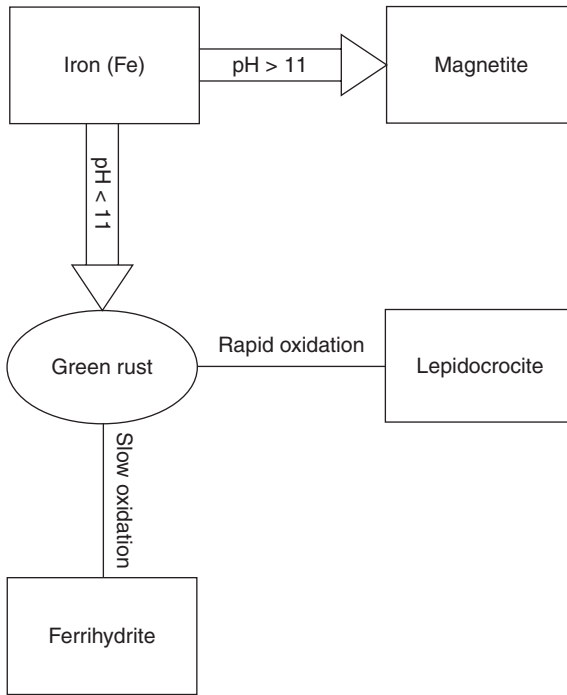 Iron (Fe)
pH > 11
Magnetite
pH < 11
Green rust
Rapid oxidation
Lepidocrocite
Slow oxidation
Ferrihydrite